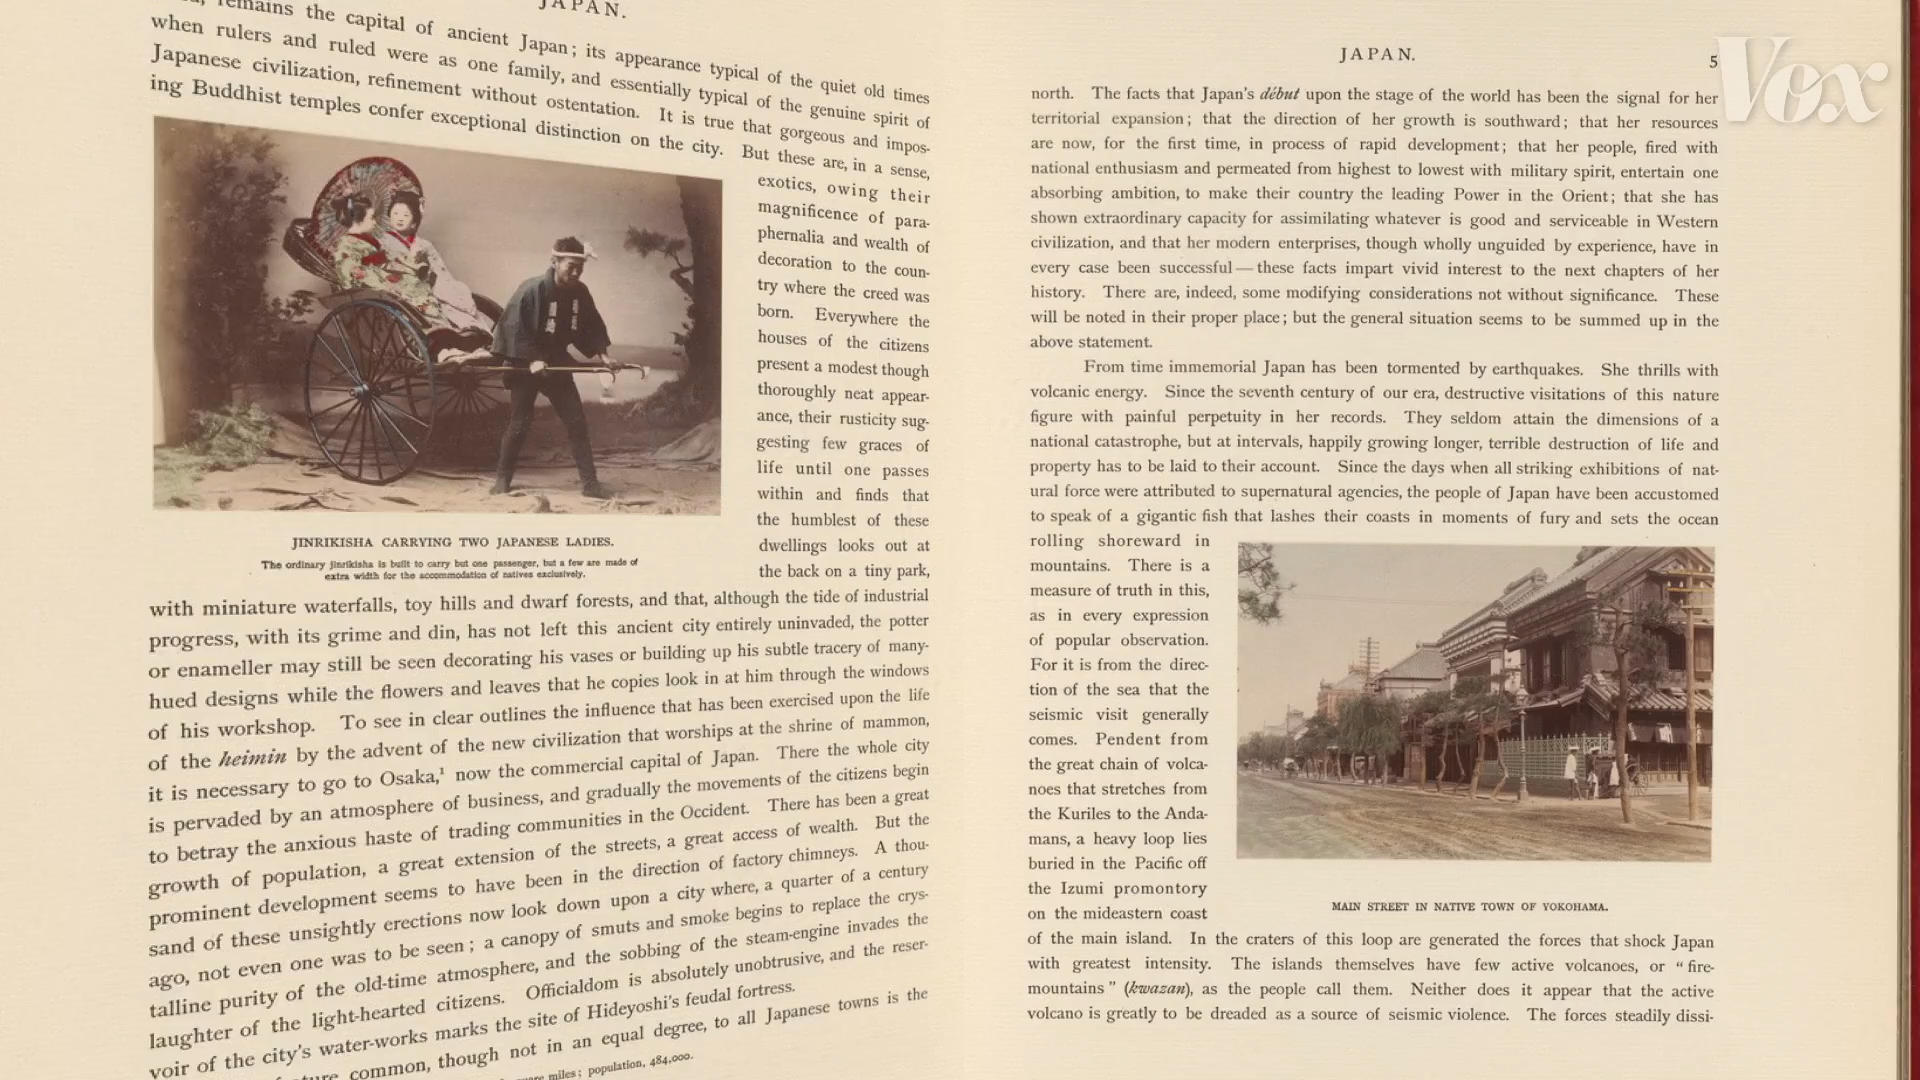 JAPAN.
remains the capital of ancient Japan; its appearance typical of the quiet old times
when rulers and ruled were as one family, and essentially typical of the genuine spirit of
Japanese civilization, refinement without ostentation. It is true that gorgeous and impos-
ing Buddhist temples confer exceptional distinction on the city. But these are, in a sense,
exotics, owing their
magnificence of para-
phernalia and wealth of
decoration to the coun-
try where the creed was
born. Everywhere the
houses of the citizens
present a modest though
thoroughly neat appear-
ance, their rusticity sug-
gesting few graces of
life until one passes
within and finds that
the humblest of these
dwellings looks out at
the back on a tiny park,
JINRIKISHA CARRYING TWO JAPANESE LADIES.
The ordinary jinrikisha is built to carry but one passenger, but a few are made of
extra width for the accommodation of natives exclusively.
with miniature waterfalls, toy hills and dwarf forests, and that, although the tide of industrial
progress, with its grime and din, has not left this ancient city entirely uninvaded, the potter
or enameller may still be seen decorating his vases or building up his subtle tracery of many-
hued designs while the flowers and leaves that he copies look in at him through the windows
of his workshop. To see in clear outlines the influence that has been exercised upon the life
of the heimin by the advent of the new civilization that worships at the shrine of mammon,
it is necessary to go to Osaka,¹ now the commercial capital of Japan. There the whole city
is pervaded by an atmosphere of business, and gradually the movements of the citizens begin
to betray the anxious haste of trading communities in the Occident. There has been a great
growth of population, a great extension of the streets, a great access of wealth. But the
prominent development seems to have been in the direction of factory chimneys. A thou-
sand of these unsightly erections now look down upon a city where, a quarter of a century
ago, not even one was to be seen; a canopy of smuts and smoke begins to replace the crys-
talline purity of the old-time atmosphere, and the sobbing of the steam-engine invades the
laughter of the light-hearted citizens. Officialdom is absolutely unobtrusive, and the reser-
voir of the city's water-works marks the site of Hideyoshi's feudal fortress.
common, though not in an equal degree, to all Japanese towns is the
miles; population, 484,000.
JAPAN.
5
north. The facts that Japan's début upon the stage of the world has been the signal for her
territorial expansion; that the direction of her growth is southward; that her resources
are now, for the first time, in process of rapid development; that her people, fired with
national enthusiasm and permeated from highest to lowest with military spirit, entertain one
absorbing ambition, to make their country the leading Power in the Orient; that she has
shown extraordinary capacity for assimilating whatever is good and serviceable in Western
civilization, and that her modern enterprises, though wholly unguided by experience, have in
every case been successful—these facts impart vivid interest to the next chapters of her
history. There are, indeed, some modifying considerations not without significance. These
will be noted in their proper place; but the general situation seems to be summed up in the
above statement.
From time immemorial Japan has been tormented by earthquakes. She thrills with
volcanic energy. Since the seventh century of our era, destructive visitations of this nature
figure with painful perpetuity in her records. They seldom attain the dimensions of a
national catastrophe, but at intervals, happily growing longer, terrible destruction of life and
property has to be laid to their account. Since the days when all striking exhibitions of nat-
ural force were attributed to supernatural agencies, the people of Japan have been accustomed
to speak of a gigantic fish that lashes their coasts in moments of fury and sets the ocean
rolling shoreward in
mountains. There is a
measure of truth in this,
as in every expression
of popular observation.
For it is from the direc-
tion of the sea that the
seismic visit generally
comes. Pendent from
the great chain of volca-
noes that stretches from
the Kuriles to the Anda-
mans, a heavy loop lies
buried in the Pacific off
the Izumi promontory
on the mideastern coast
MAIN STREET IN NATIVE TOWN OF YOKOHAMA.
of the main island. In the craters of this loop are generated the forces that shock Japan
with greatest intensity. The islands themselves have few active volcanoes, or "fire-
mountains" (kwazan), as the people call them. Neither does it appear that the active
volcano is greatly to be dreaded as a source of seismic violence. The forces steadily dissi-
Vox